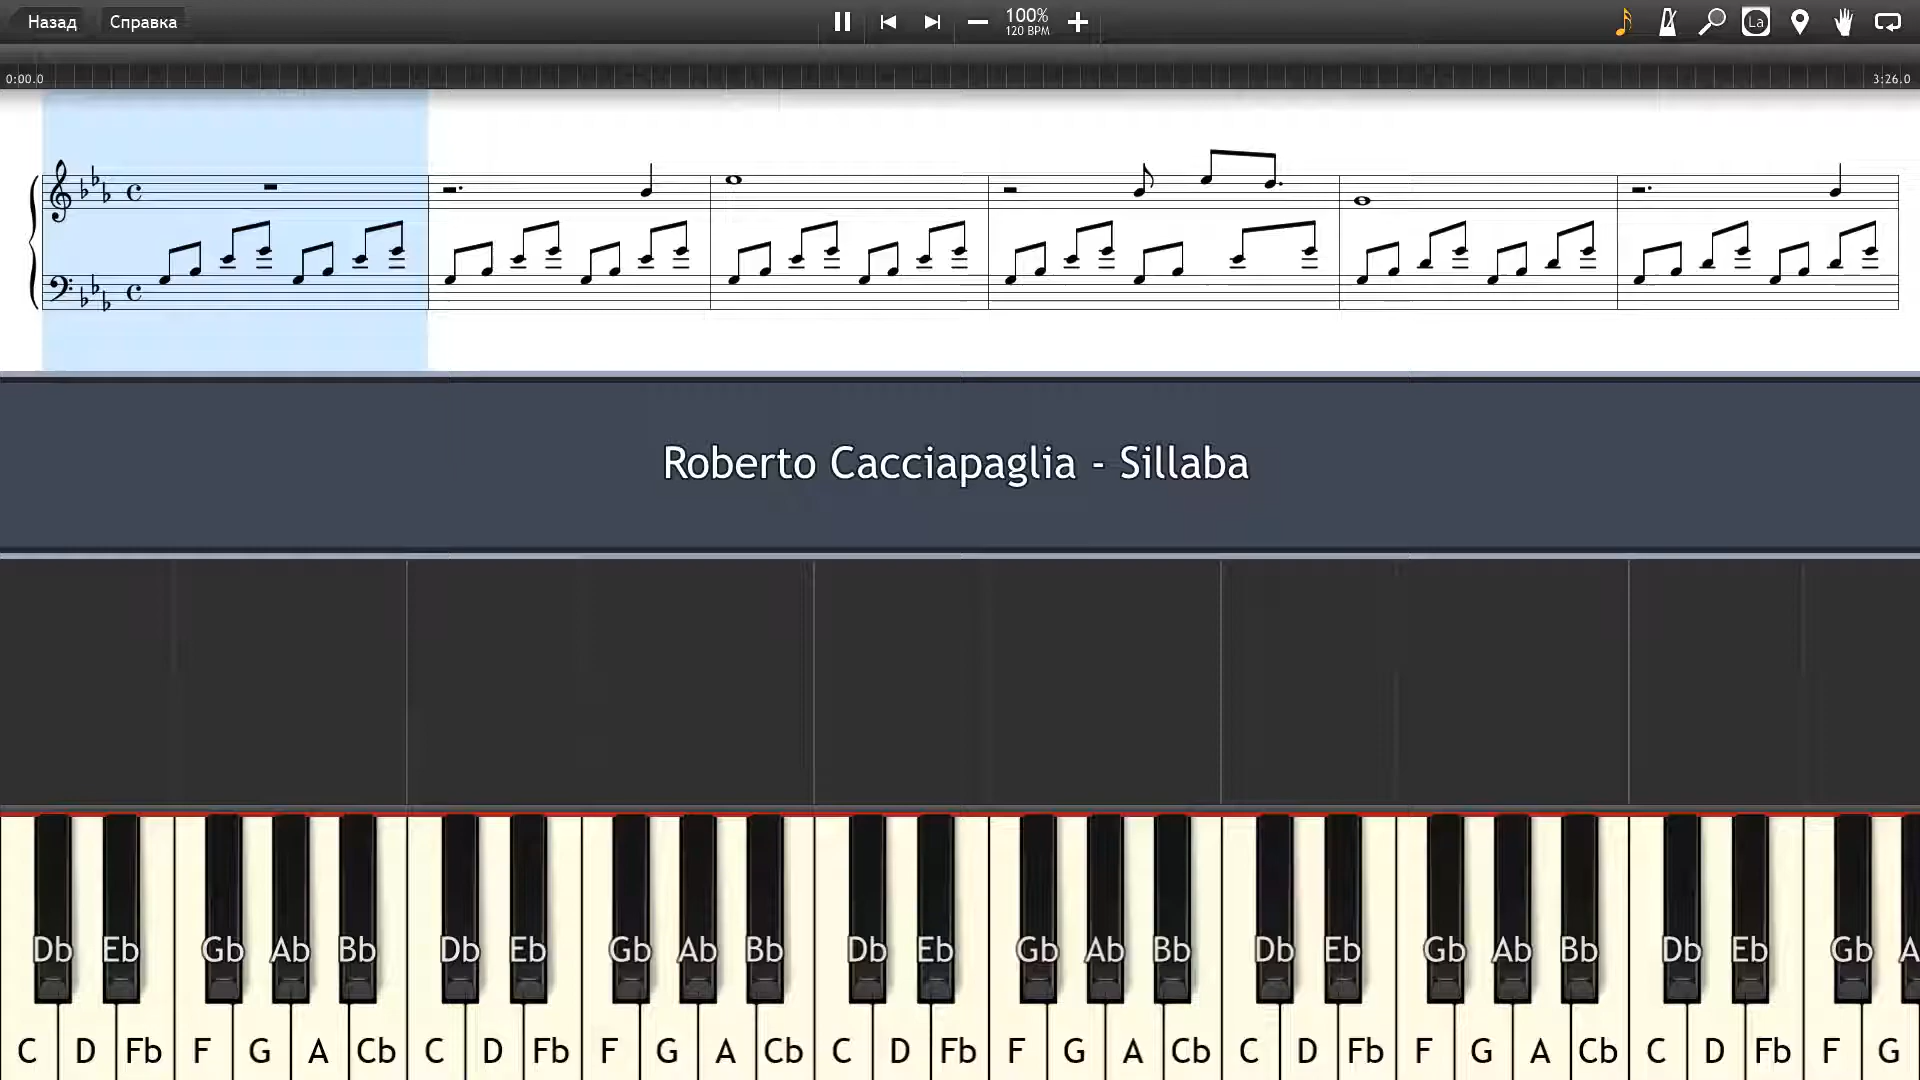 Назад Справка 100% La
120 BPM
0:00.0 3:26.0
Roberto Cacciapaglia - Sillaba
Db Eb Gb Ab Bb Db Eb Gb Ab Bb Db Eb Gb Ab Bb Db Eb Gb Ab Bb Db Eb Gb A
C D Fb F G A Cb C D Fb F G A Cb C D Fb F G A Cb C D Fb F G A Cb C D Fb F G